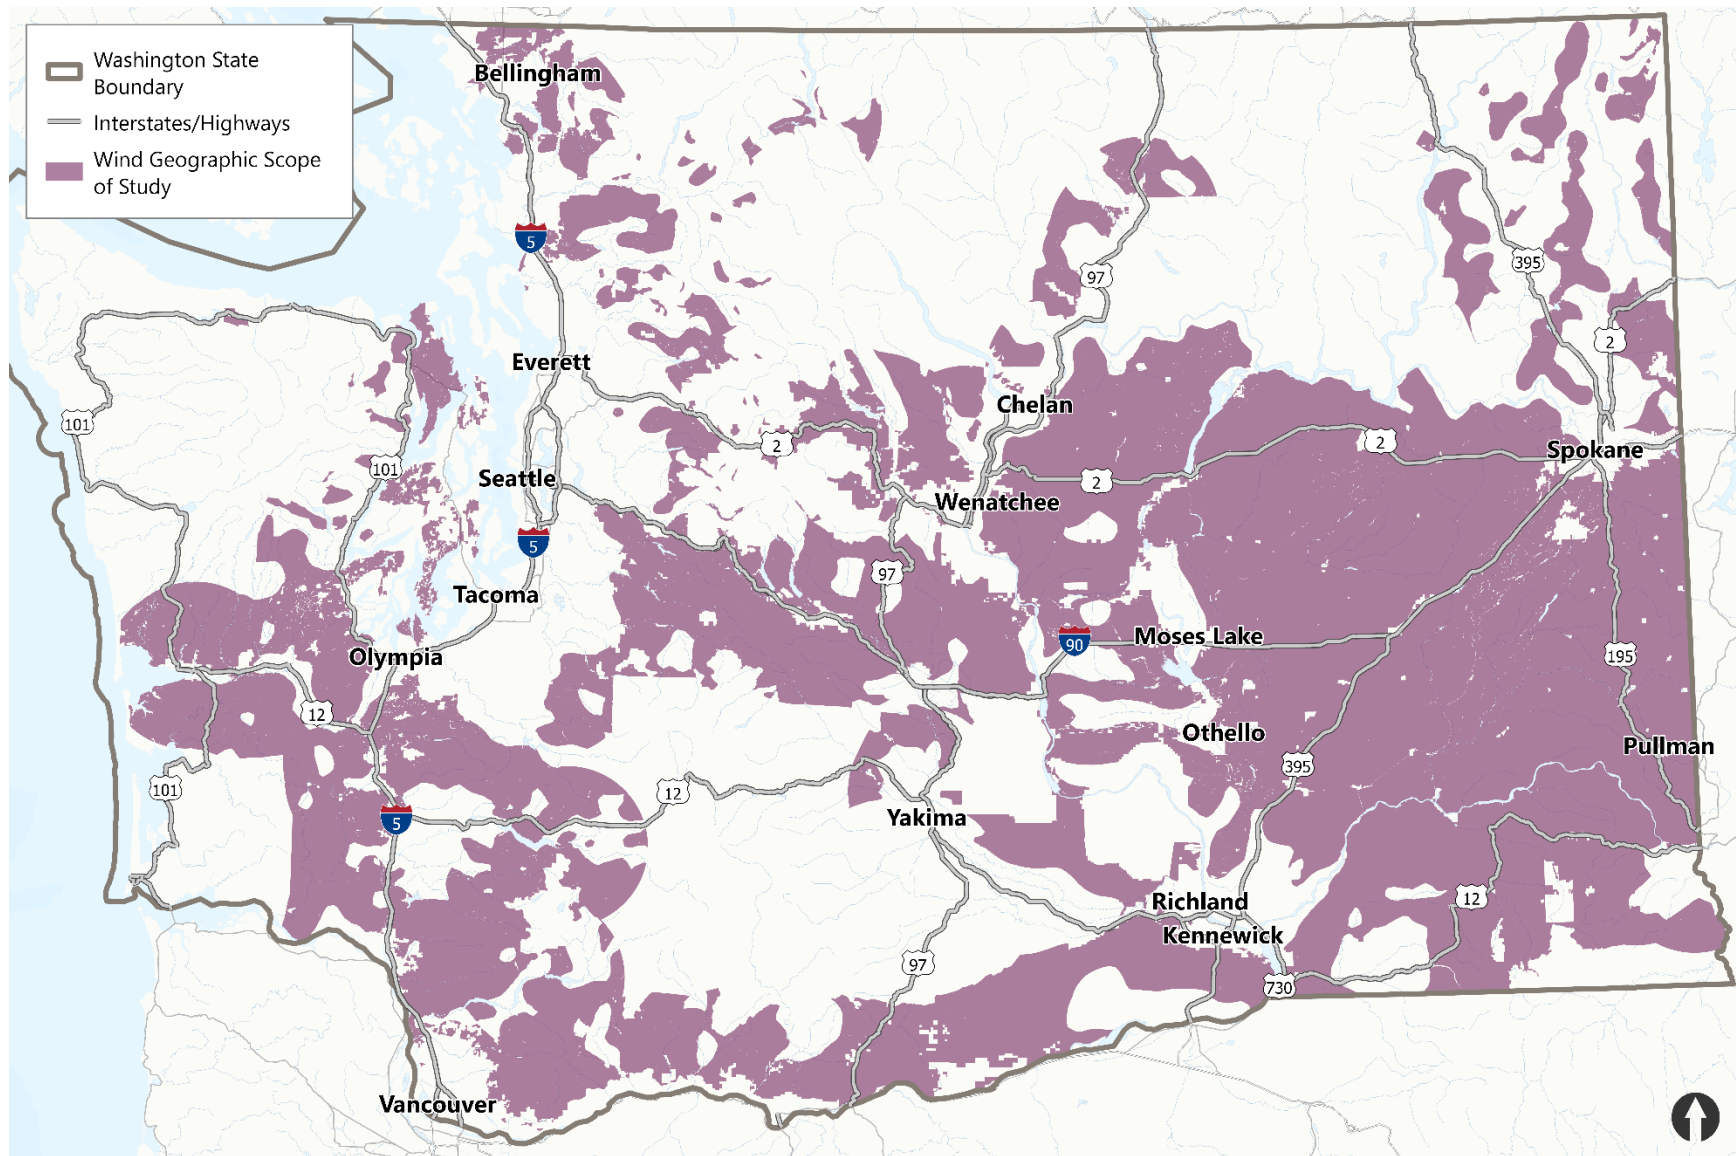 Washington State
Boundary
Interstates/Highways
Wind Geographic Scope
of Study
Bellingham
5
97
395
2
Everett
101
Chelan
2
2
Spokane
101
Seattle
2
Wenatchee
5
97
Tacoma
90
Moses Lake
Olympia
195
12
Othello
Pullman
395
101
12
5
Yakima
12
Richland
Kennewick
97
730
Vancouver